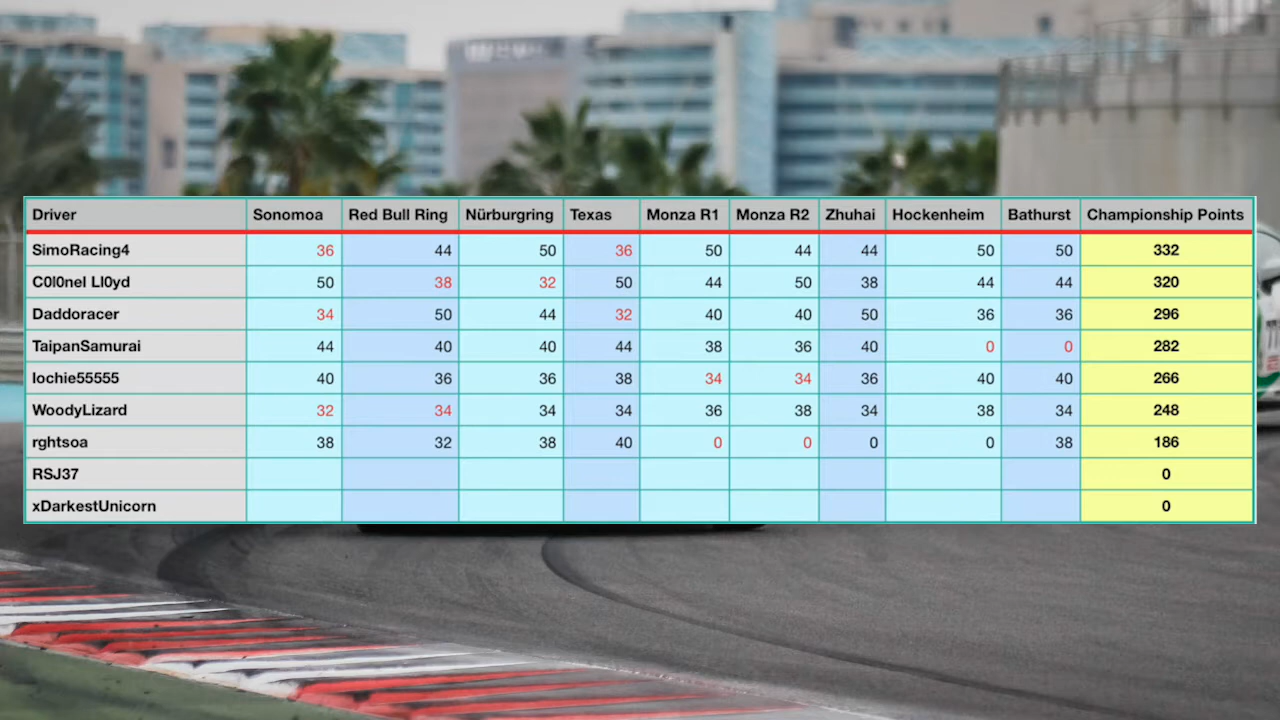 Driver Sonomoa Red Bull Ring Nürburgring Texas Monza R1 Monza R2 Zhuhai Hockenheim Bathurst Championship Points
SimoRacing4 36 44 50 36 50 44 44 50 50 332
C0l0nel Ll0yd 50 38 32 50 44 50 38 44 44 320
Daddoracer 34 50 44 32 40 40 50 36 36 296
TaipanSamurai 44 40 40 44 38 36 40 0 0 282
lochie55555 40 36 36 38 34 34 36 40 40 266
WoodyLizard 32 34 34 34 36 38 34 38 34 248
rghtsoa 38 32 38 40 0 0 0 0 38 186
RSJ37 0
xDarkestUnicorn 0